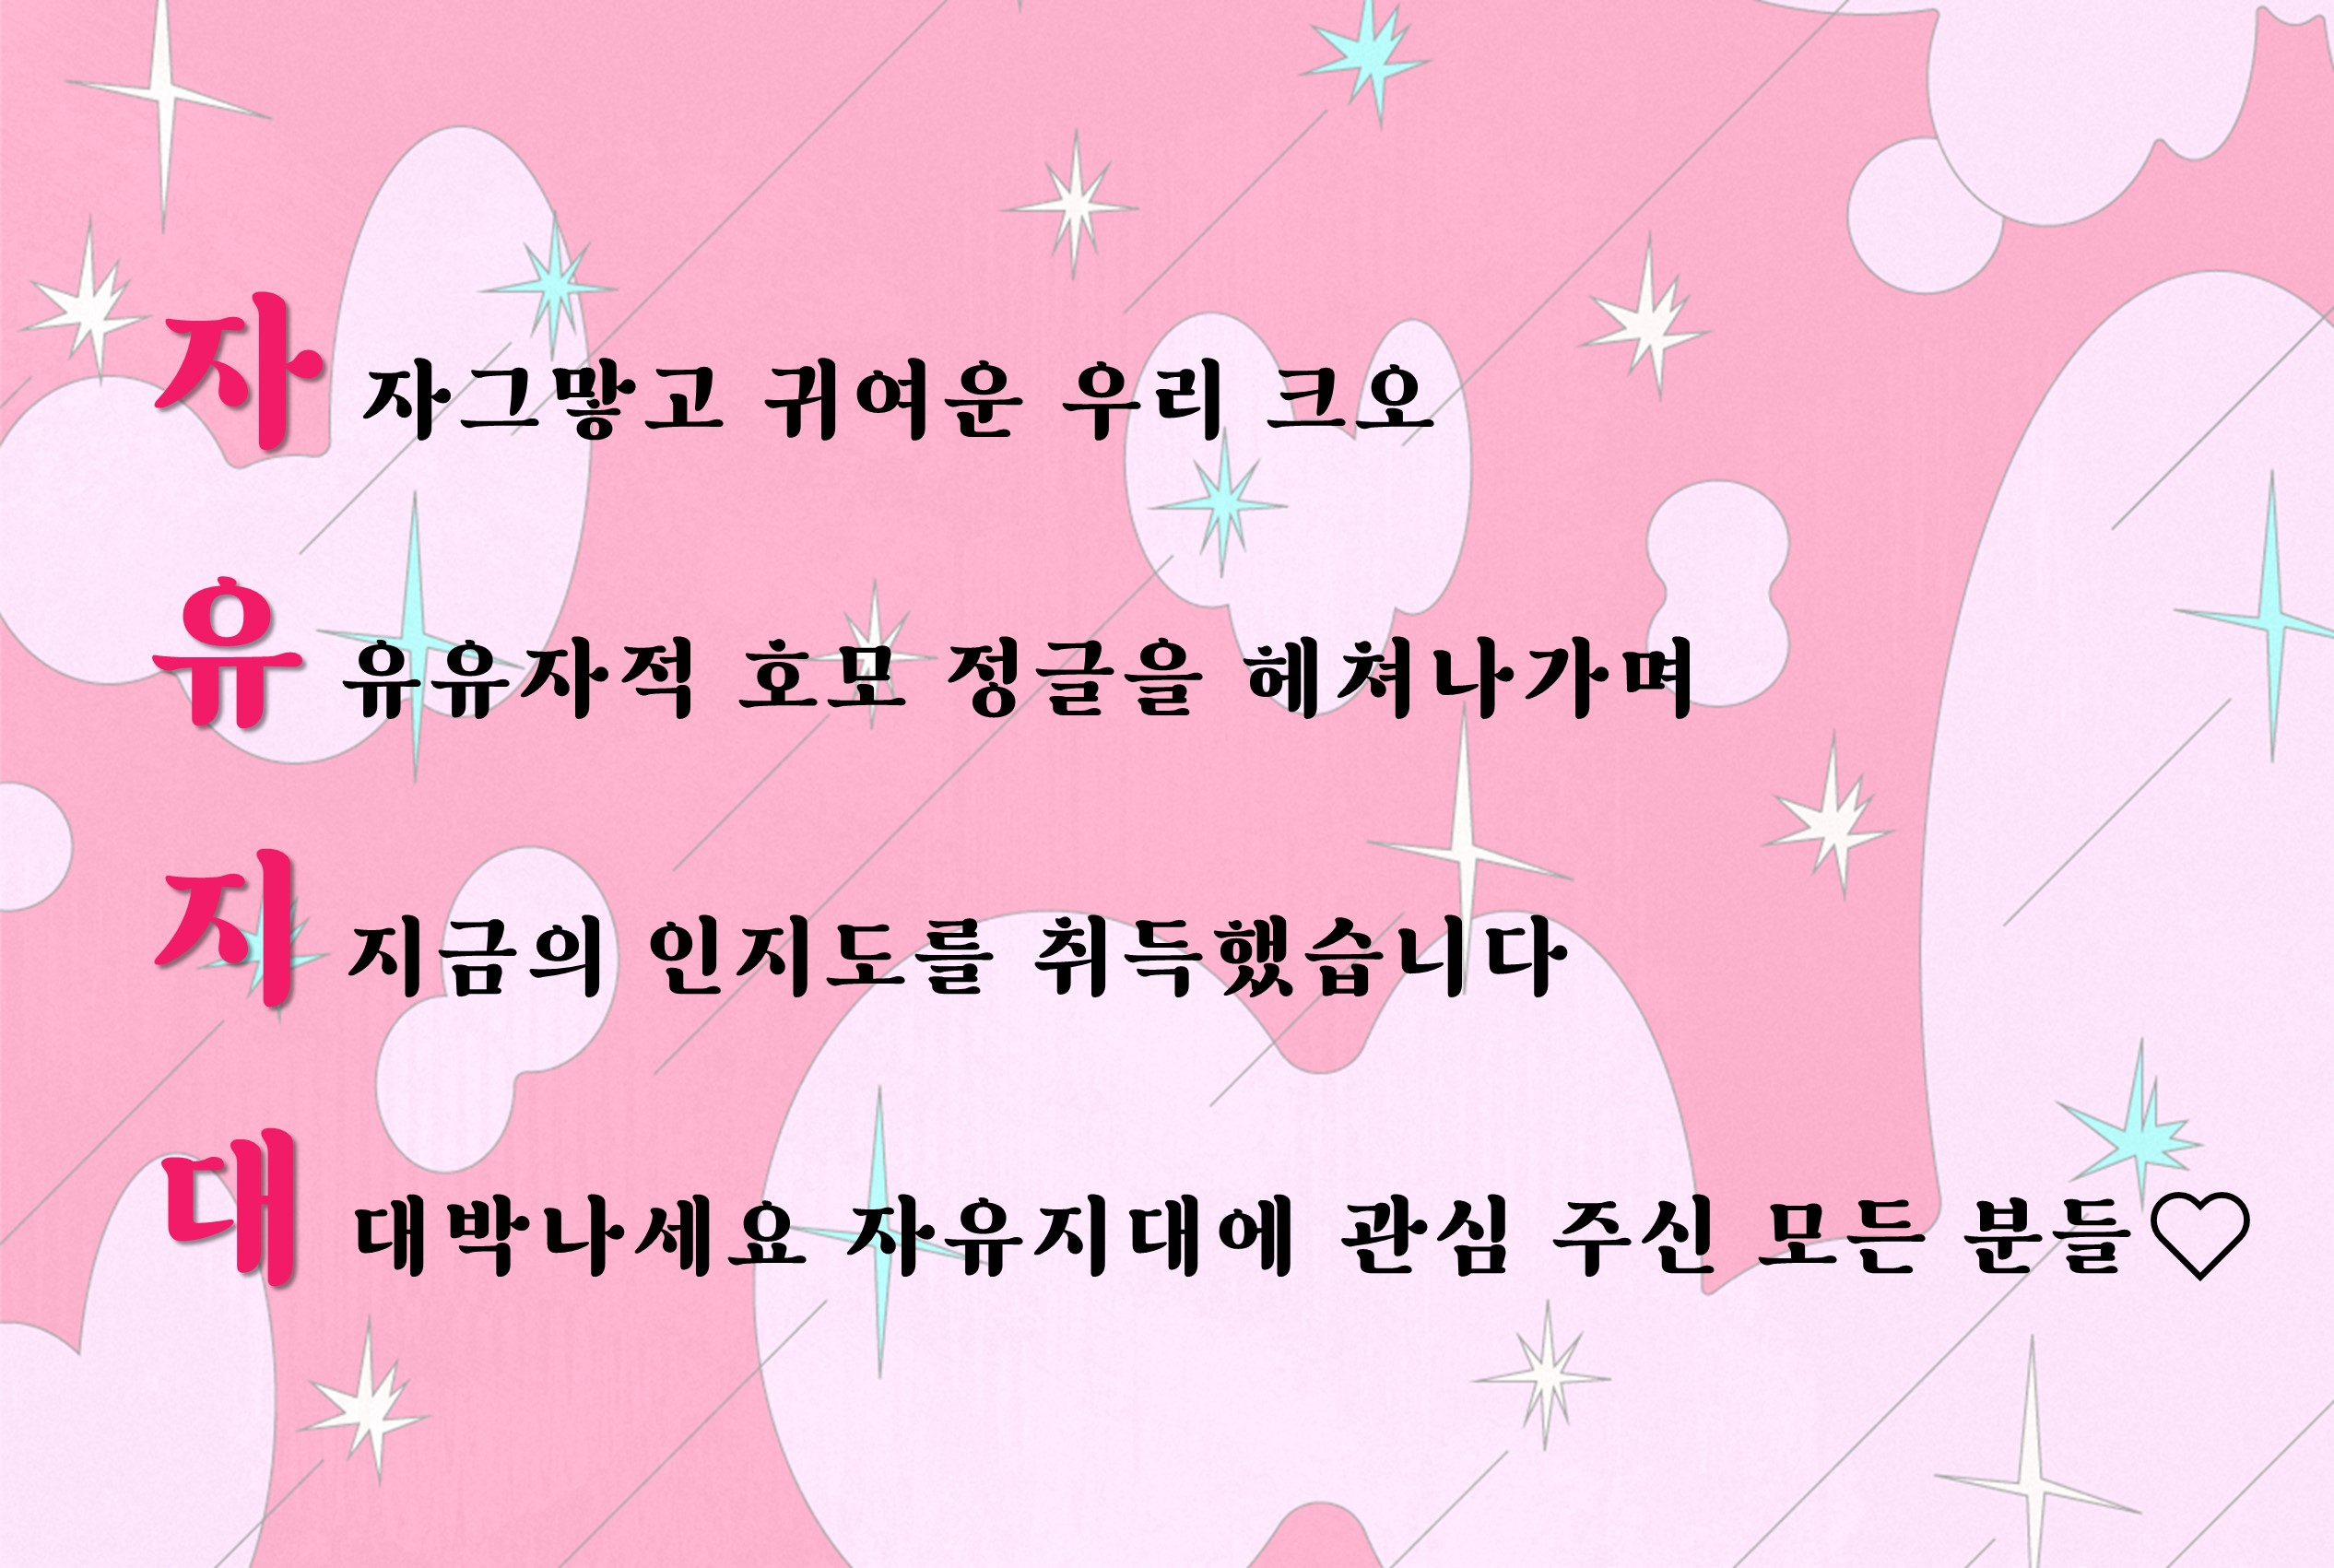 자 자그맣고 귀여운 우리 크오
유 유유자적 호모 정글을 헤쳐나가며
지 지금의 인지도를 취득했습니다
대 대박나세요 자유지대에 관심 주신 모든 분들♡